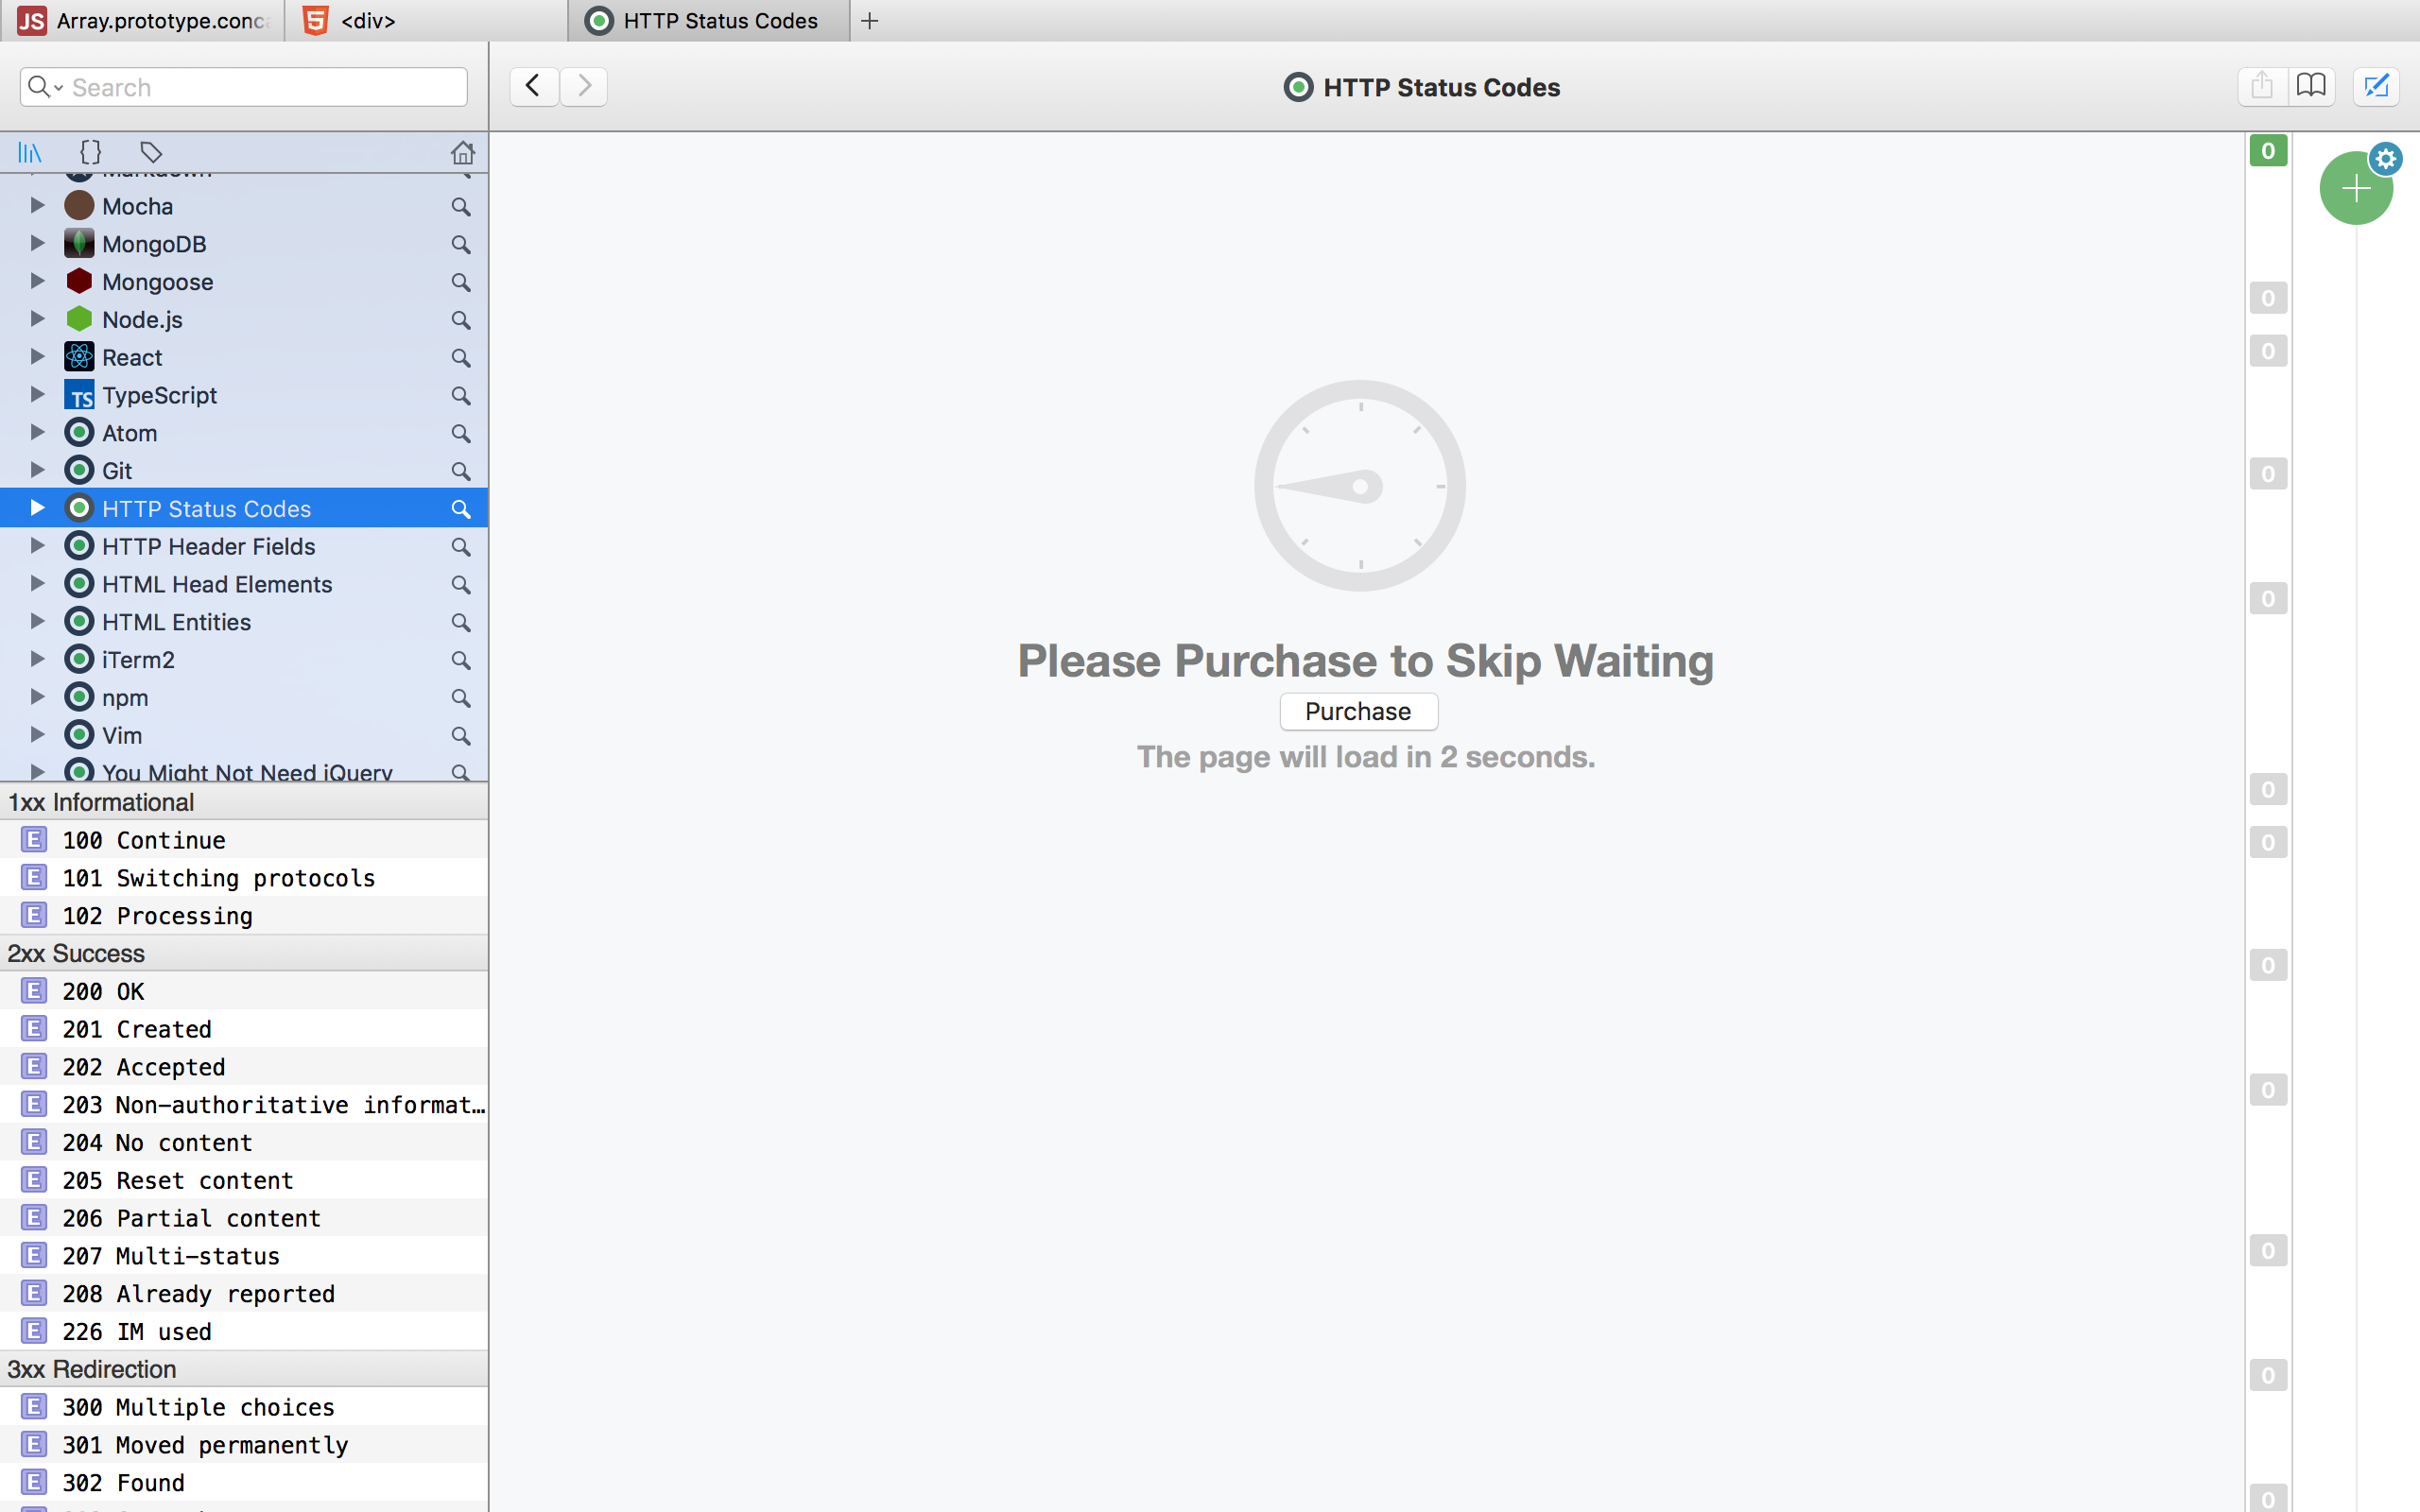 JS Array.prototype.conc
5 <div>
HTTP Status Codes
Search
HTTP Status Codes
Mocha
MongoDB
Mongoose
Node.js
React
TS TypeScript
Atom
Git
HTTP Status Codes
HTTP Header Fields
HTML Head Elements
HTML Entities
iTerm2
npm
Vim
You Might Not Need jQuery
1xx Informational
E 100 Continue
E 101 Switching protocols
E 102 Processing
2xx Success
E 200 OK
E 201 Created
E 202 Accepted
E 203 Non-authoritative informat…
E 204 No content
E 205 Reset content
E 206 Partial content
E 207 Multi-status
E 208 Already reported
E 226 IM used
3xx Redirection
E 300 Multiple choices
E 301 Moved permanently
E 302 Found
Please Purchase to Skip Waiting
Purchase
The page will load in 2 seconds.
0
0
0
0
0
0
0
0
0
0
0
0